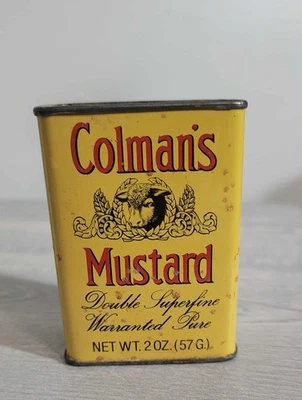 Colman's
Mustard
Double Superfine
Warranted Pure
NET WT. 2 OZ. (57 G.)